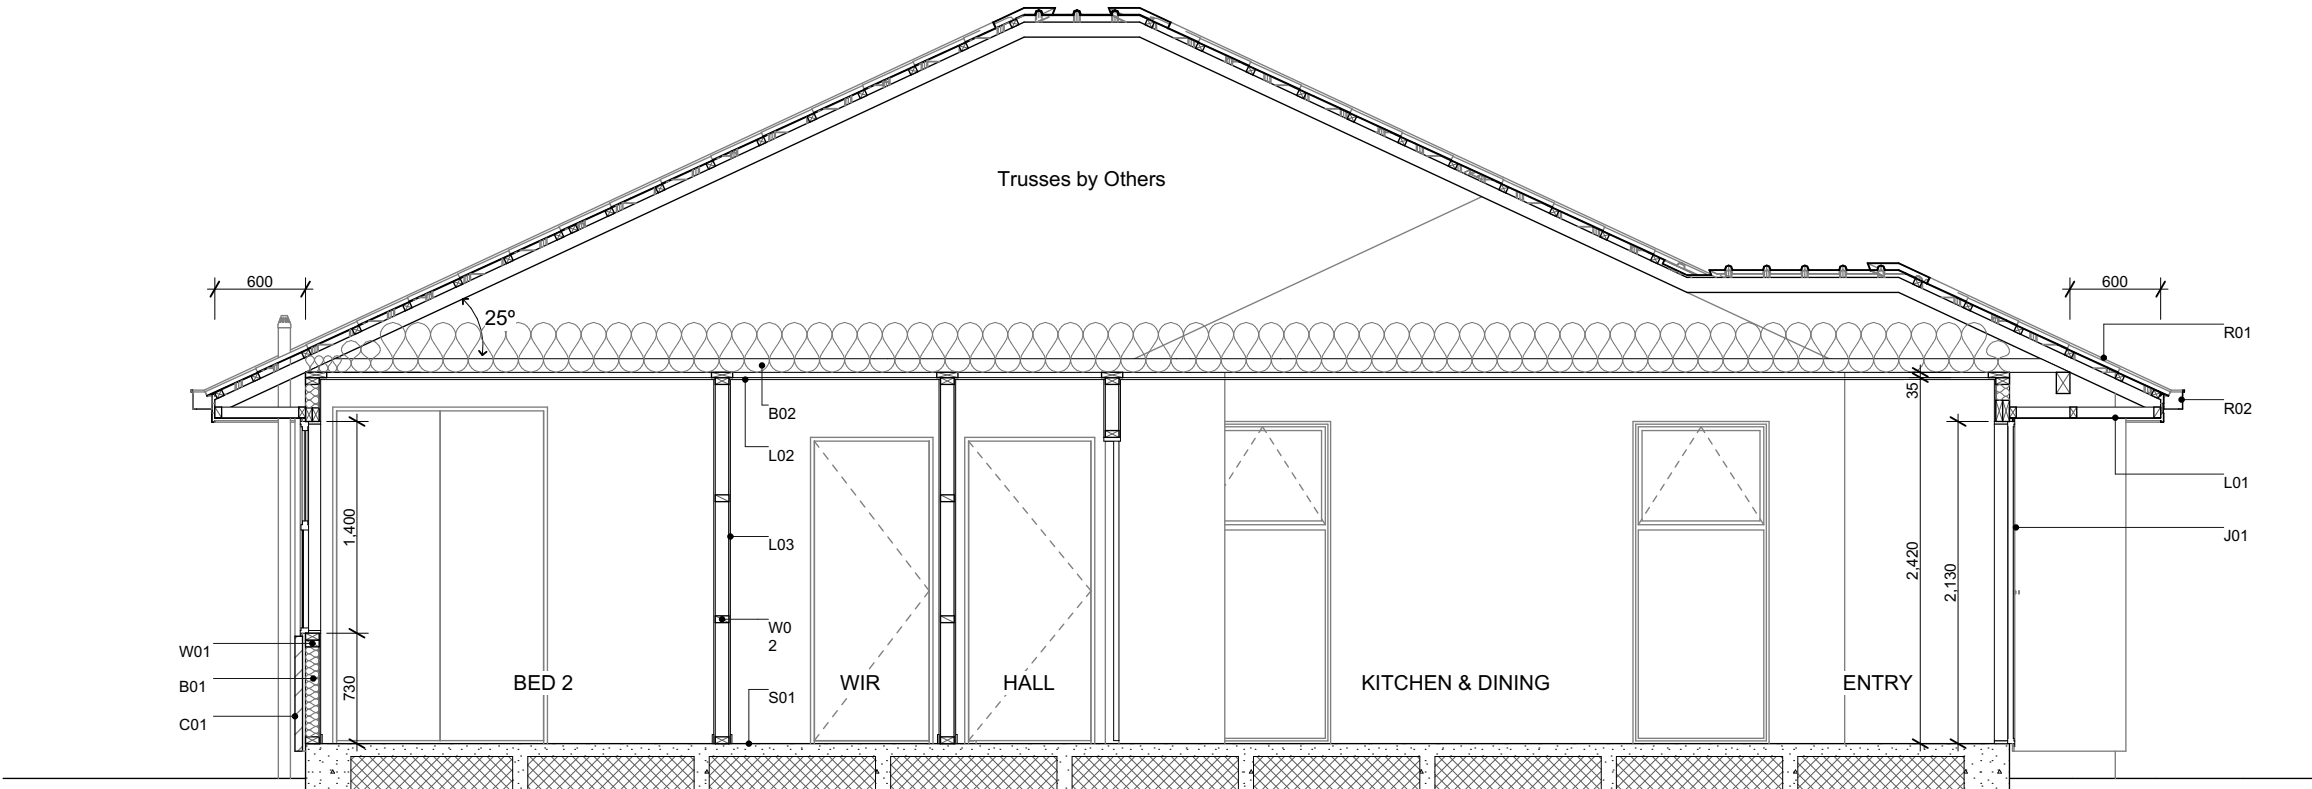 Trusses by Others
600
600
25º
R01
35
R02
B02
L02
L01
1,400
J01
L03
2,420
2,130
W0
2
W01
B01
730
BED 2
WIR
HALL
KITCHEN & DINING
ENTRY
S01
C01